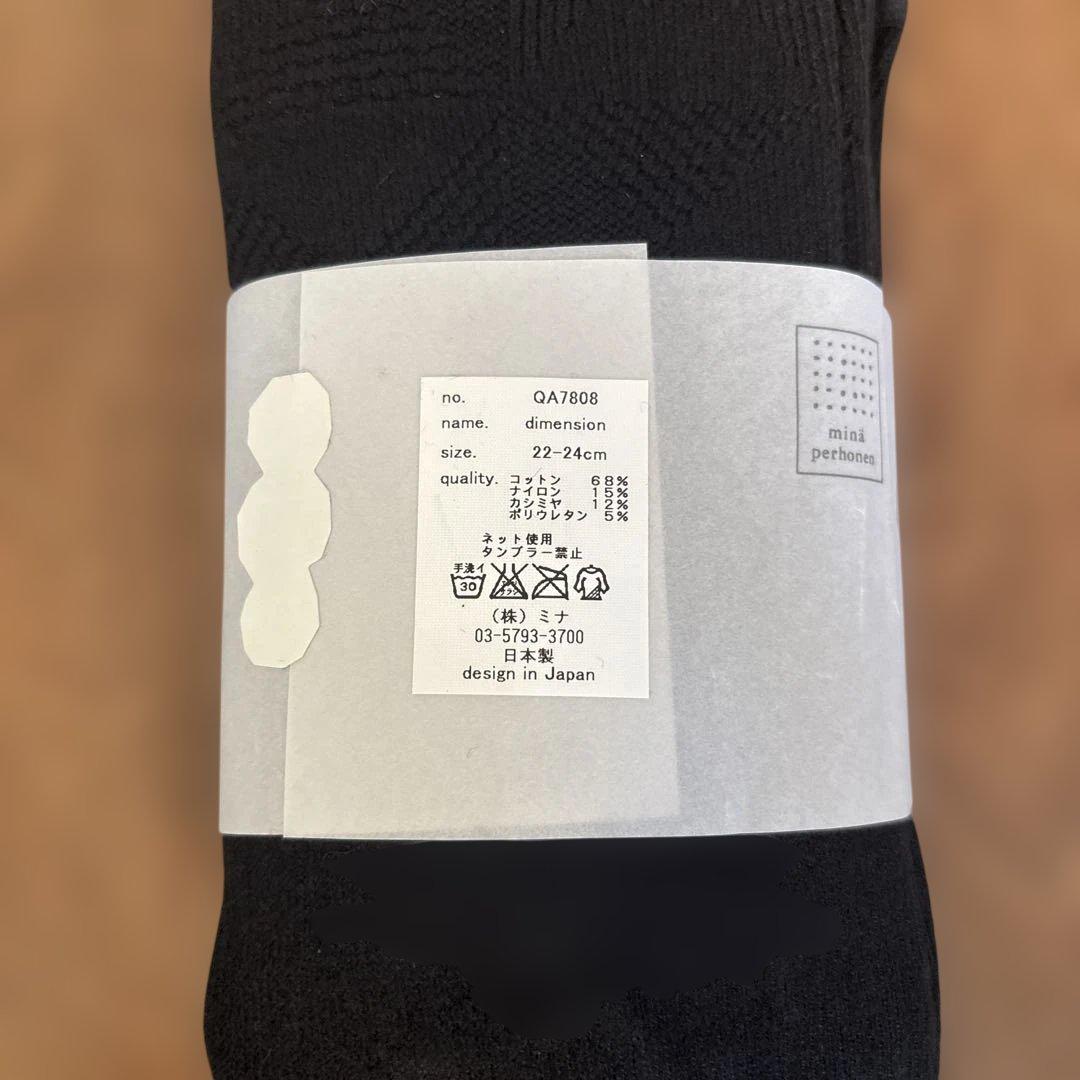 no. QA7808
name. dimension
size. 22-24cm
quality. コットン 68%
ナイロン 15%
カシミヤ 12%
ポリウレタン 5%
ネット使用
タンブラー禁止
手洗イ
30
(株)ミナ
03-5793-3700
日本製
design in Japan
minä
perhonen